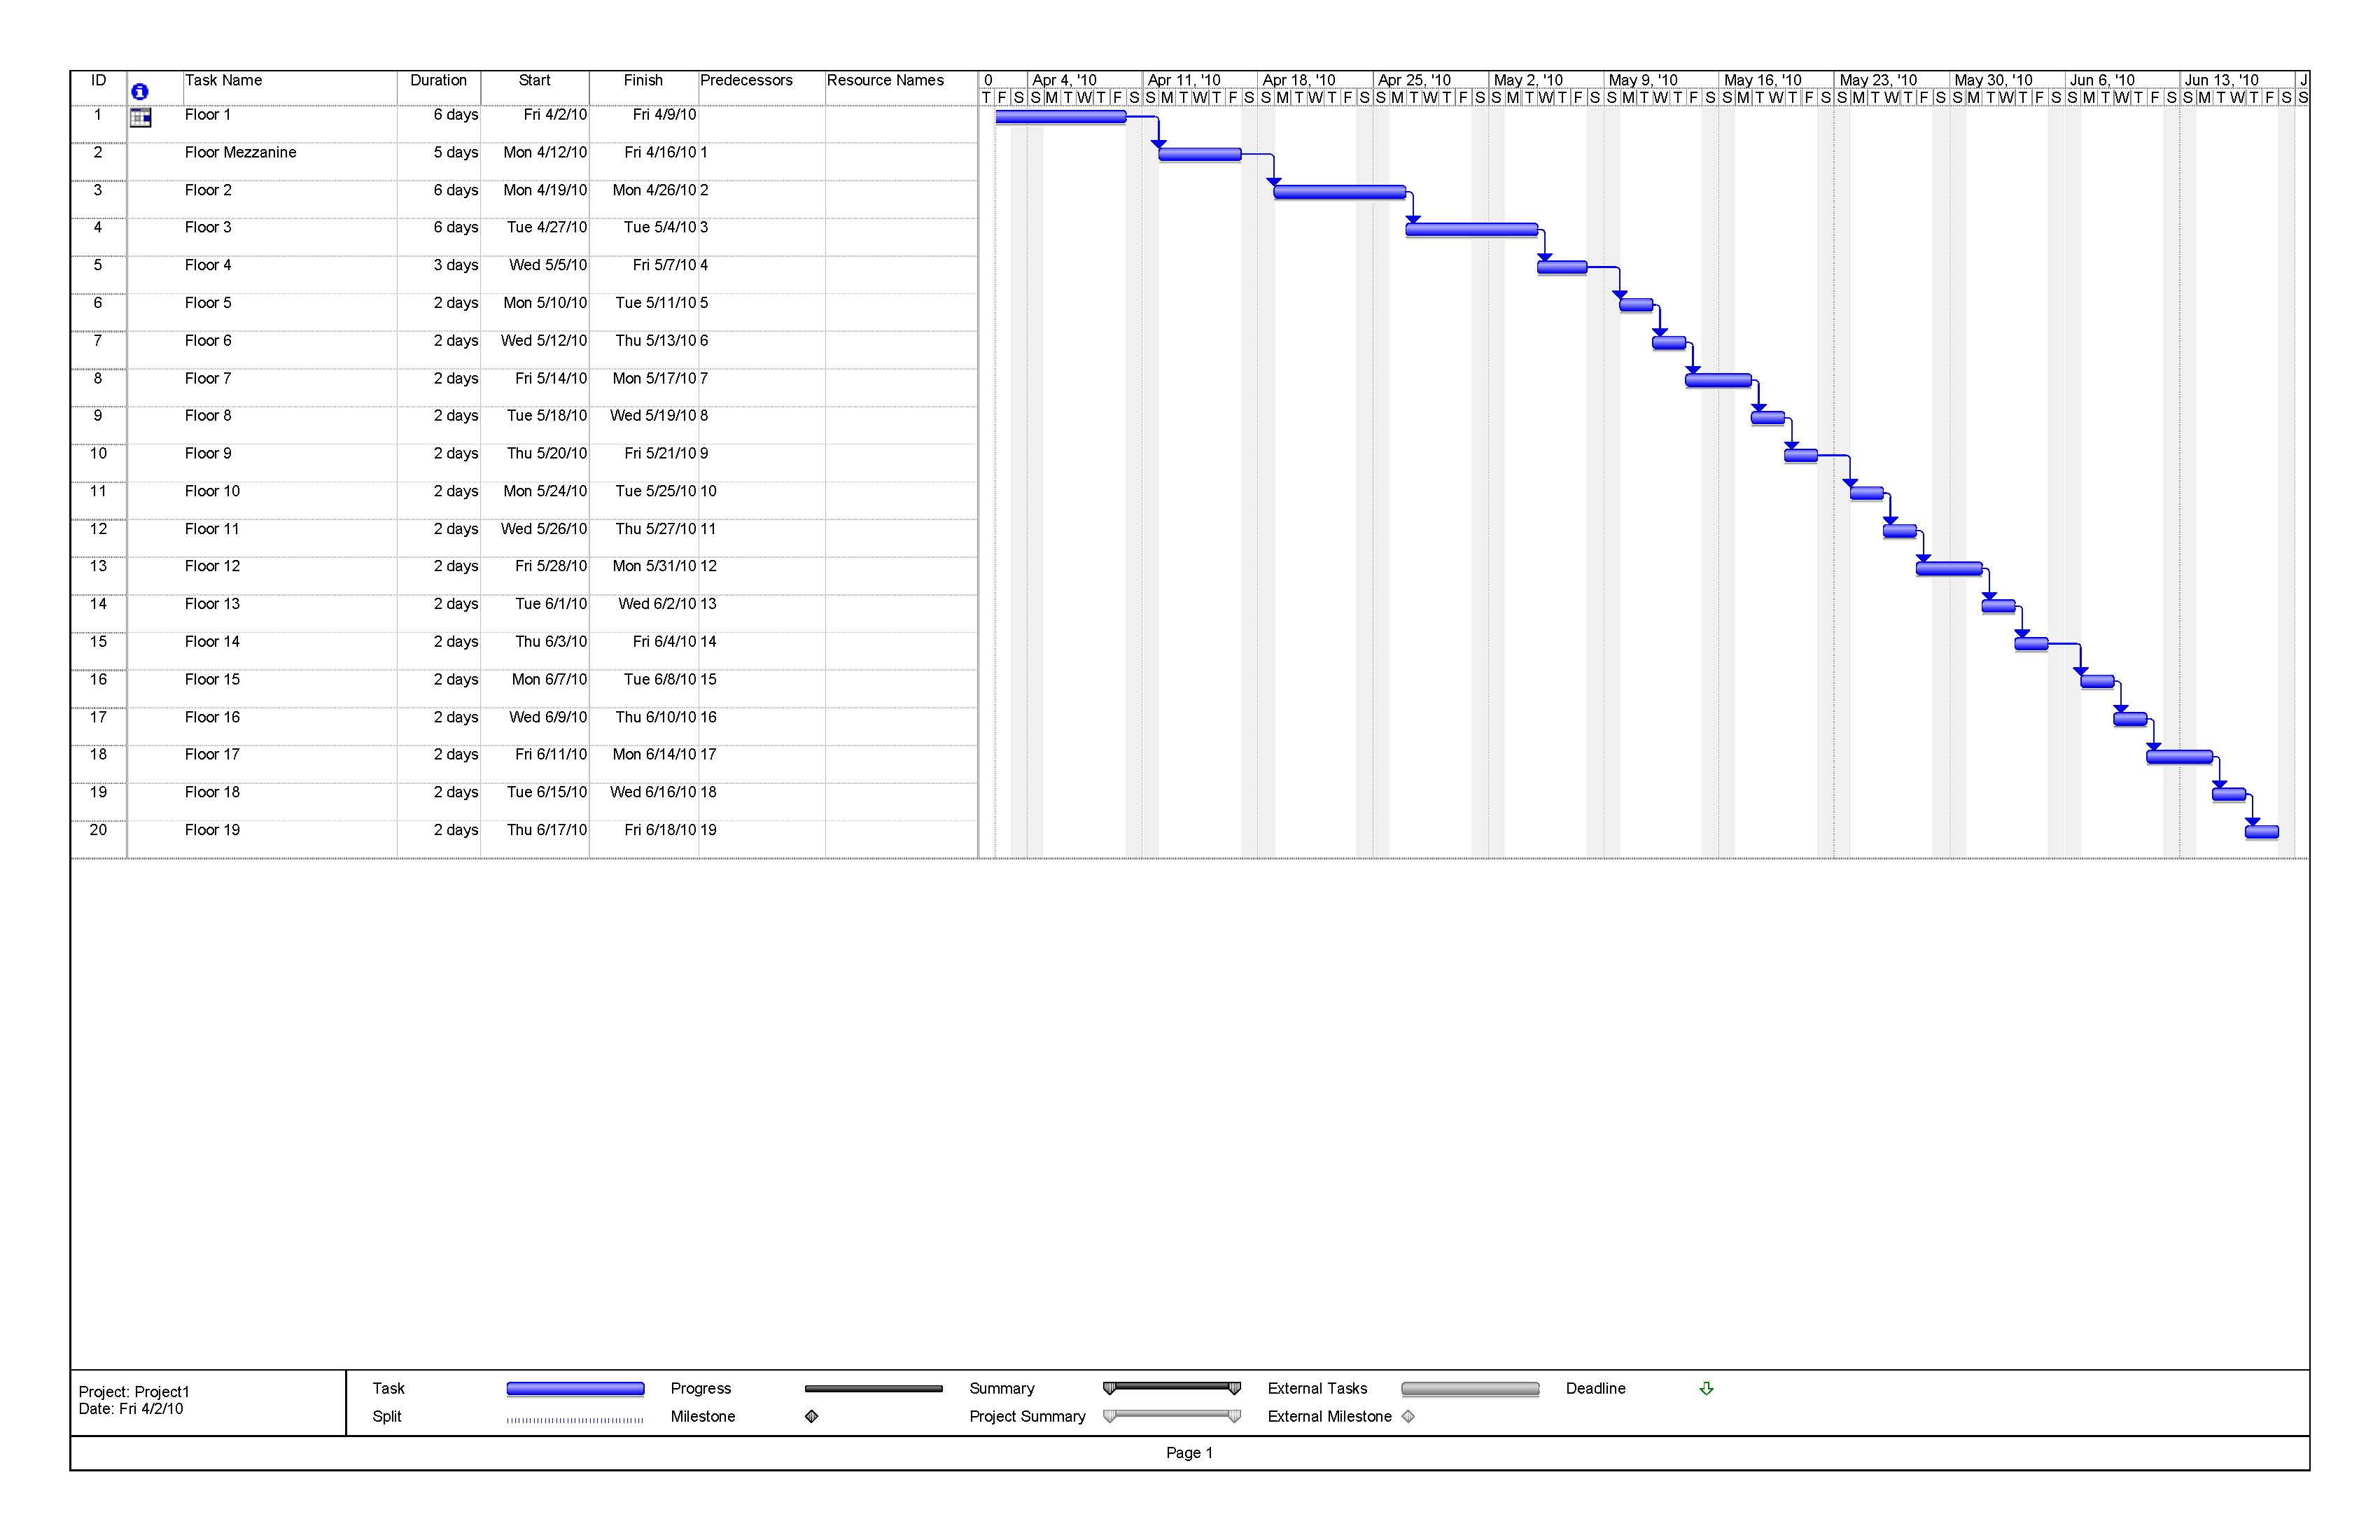 ID Task Name Duration Start Finish Predecessors Resource Names
0 Apr 4, '10 Apr 11, '10 Apr 18, '10 Apr 25, '10 May 2, '10 May 9, '10 May 16, '10 May 23, '10 May 30, '10 Jun 6, '10 Jun 13, '10 J
T F S S M T W T F S S M T W T F S S M T W T F S S M T W T F S S M T W T F S S M T W T F S S M T W T F S S M T W T F S S M T W T F S S M T W T F S S M T W T F S S
1 Floor 1 6 days Fri 4/2/10 Fri 4/9/10
2 Floor Mezzanine 5 days Mon 4/12/10 Fri 4/16/10 1
3 Floor 2 6 days Mon 4/19/10 Mon 4/26/10 2
4 Floor 3 6 days Tue 4/27/10 Tue 5/4/10 3
5 Floor 4 3 days Wed 5/5/10 Fri 5/7/10 4
6 Floor 5 2 days Mon 5/10/10 Tue 5/11/10 5
7 Floor 6 2 days Wed 5/12/10 Thu 5/13/10 6
8 Floor 7 2 days Fri 5/14/10 Mon 5/17/10 7
9 Floor 8 2 days Tue 5/18/10 Wed 5/19/10 8
10 Floor 9 2 days Thu 5/20/10 Fri 5/21/10 9
11 Floor 10 2 days Mon 5/24/10 Tue 5/25/10 10
12 Floor 11 2 days Wed 5/26/10 Thu 5/27/10 11
13 Floor 12 2 days Fri 5/28/10 Mon 5/31/10 12
14 Floor 13 2 days Tue 6/1/10 Wed 6/2/10 13
15 Floor 14 2 days Thu 6/3/10 Fri 6/4/10 14
16 Floor 15 2 days Mon 6/7/10 Tue 6/8/10 15
17 Floor 16 2 days Wed 6/9/10 Thu 6/10/10 16
18 Floor 17 2 days Fri 6/11/10 Mon 6/14/10 17
19 Floor 18 2 days Tue 6/15/10 Wed 6/16/10 18
20 Floor 19 2 days Thu 6/17/10 Fri 6/18/10 19
Project: Project1
Date: Fri 4/2/10
Task Progress Summary External Tasks Deadline
Split Milestone Project Summary External Milestone
Page 1